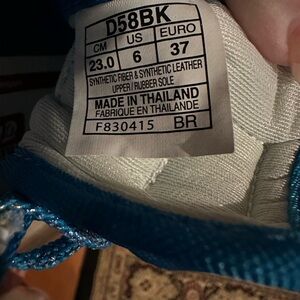 D58BK
CM US EURO
23.0 6 37
SYNTHETIC FIBER & SYNTHETIC LEATHER
UPPER / RUBBER SOLE
MADE IN THAILAND
FABRIQUE EN THAILANDE
F830415 BR